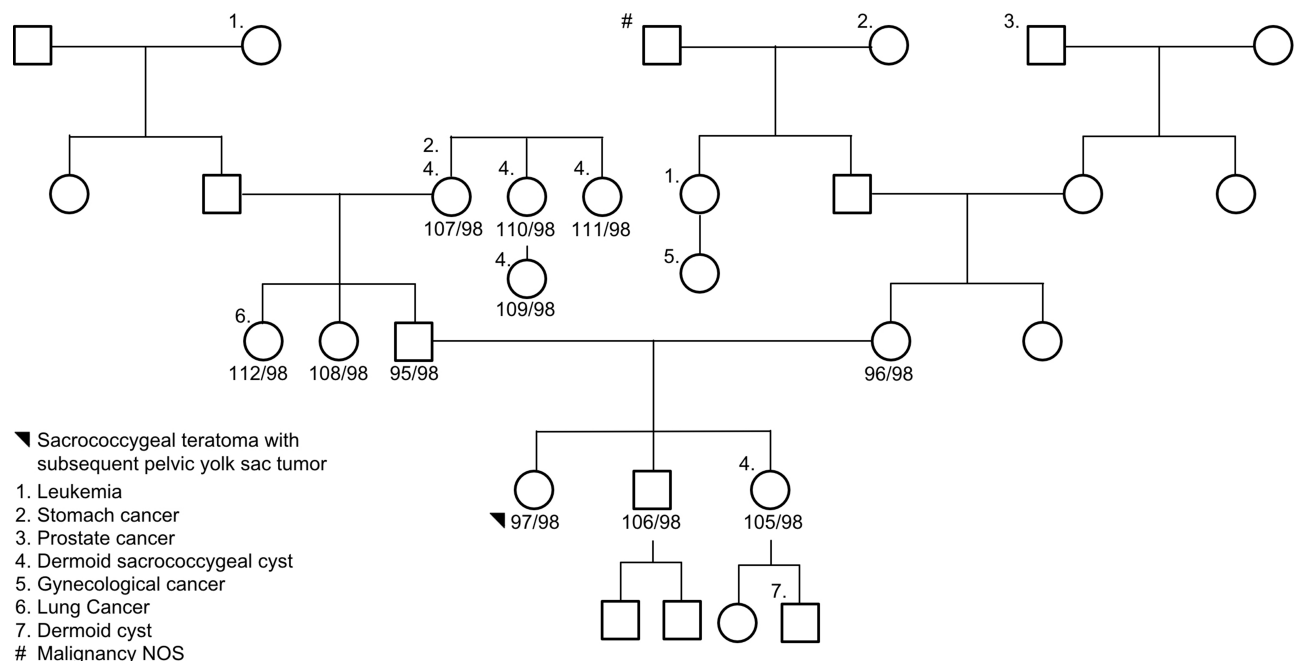 1.
#
2.
3.
2.
4.
4.
4.
1.
107/98
110/98
111/98
5.
4.
109/98
6.
112/98
108/98
95/98
96/98
Sacrococcygeal teratoma with
subsequent pelvic yolk sac tumor
1. Leukemia
2. Stomach cancer
3. Prostate cancer
4. Dermoid sacrococcygeal cyst
5. Gynecological cancer
6. Lung Cancer
7. Dermoid cyst
# Malignancy NOS
4.
97/98
106/98
105/98
7.